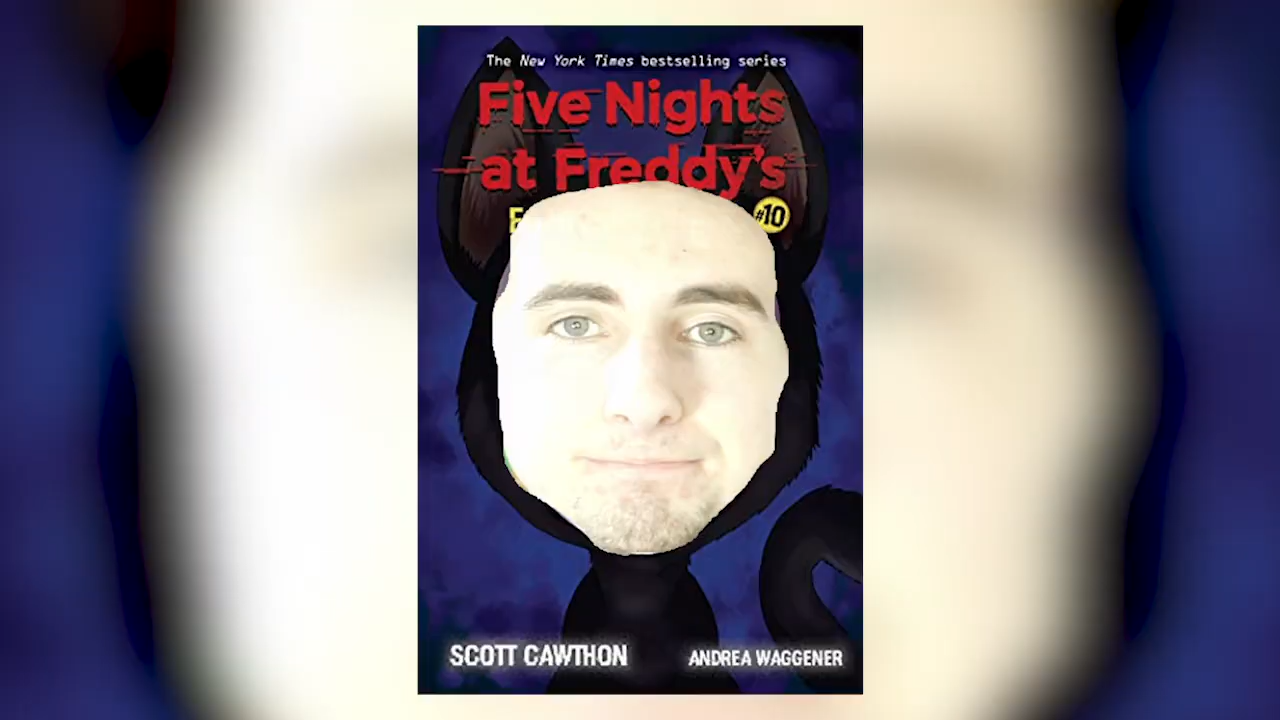 The New York Times bestselling series
Five Nights
at Freddy's
#10
SCOTT CAWTHON
ANDREA WAGGENER